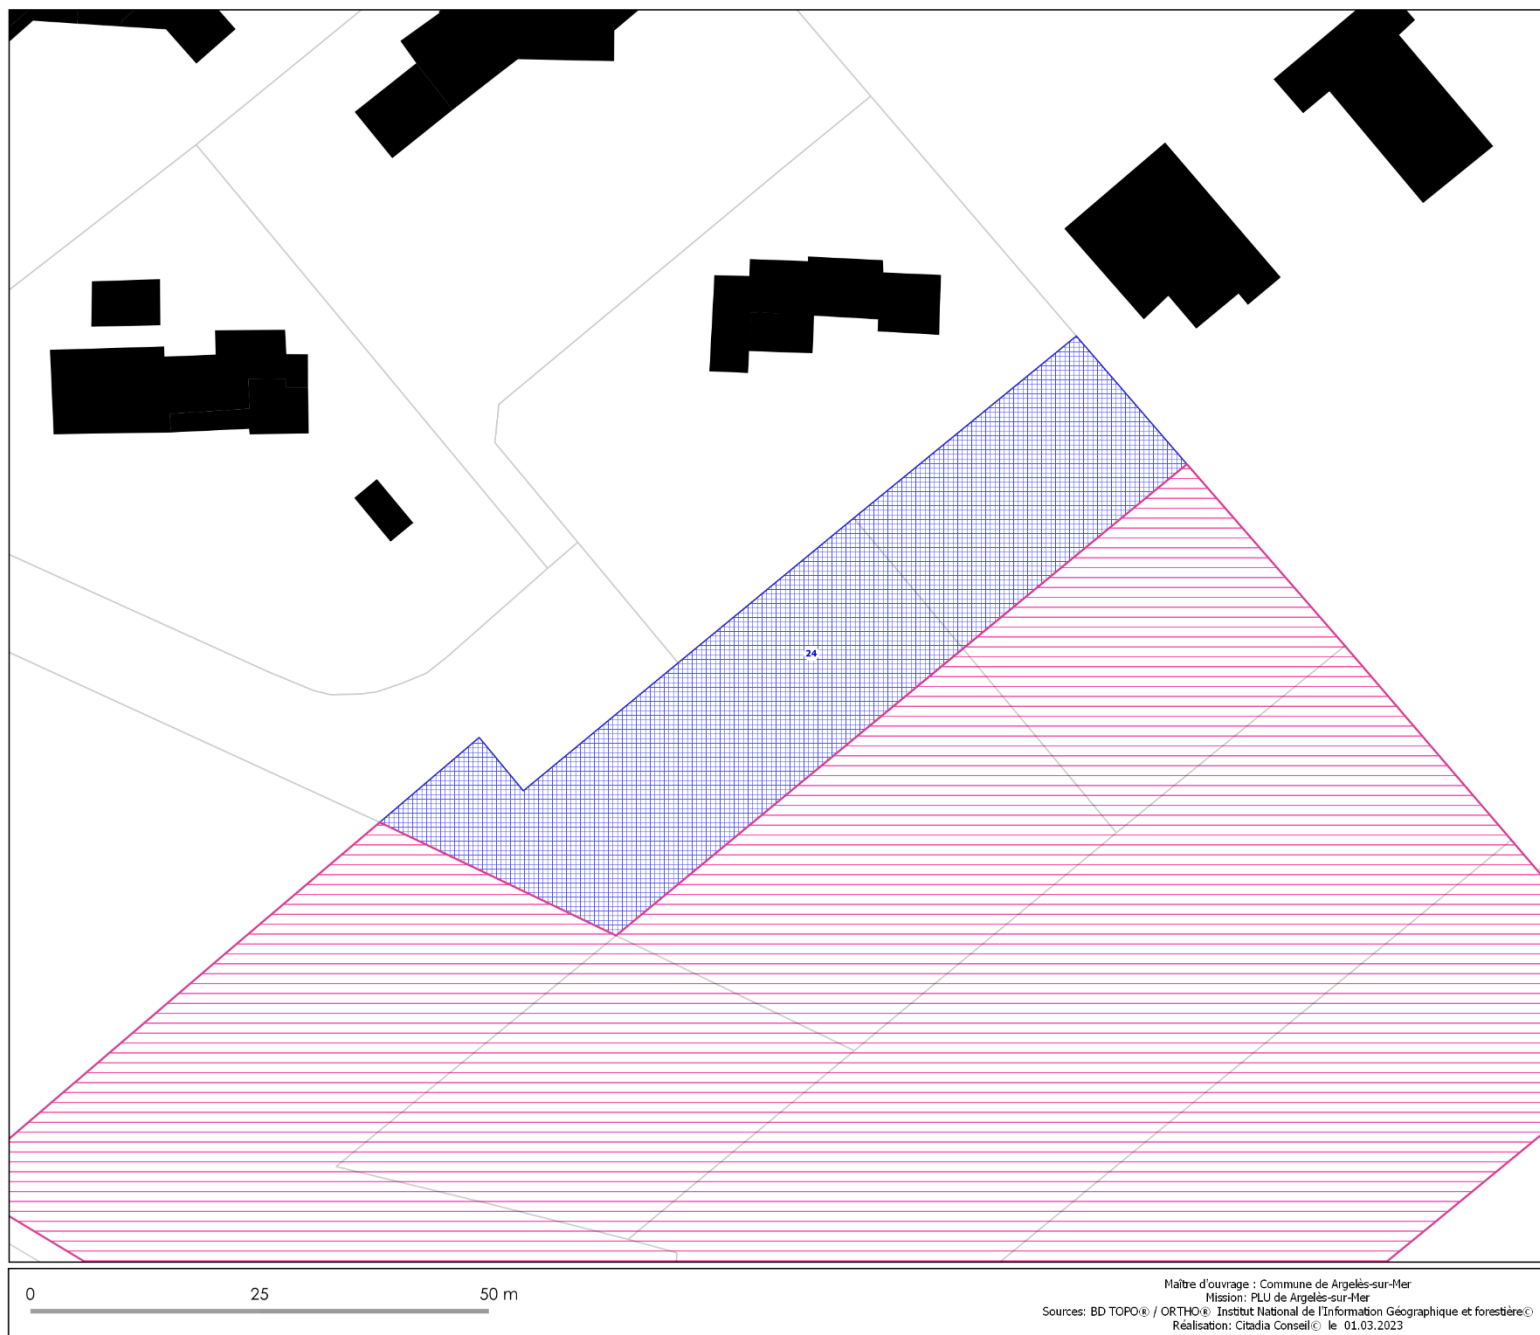 24
0 25 50 m
Maître d'ouvrage : Commune de Argelès-sur-Mer
Mission: PLU de Argelès-sur-Mer
Sources: BD TOPO® / ORTHO® Institut National de l'Information Géographique et forestière©
Réalisation: Citadia Conseil© le 01.03.2023